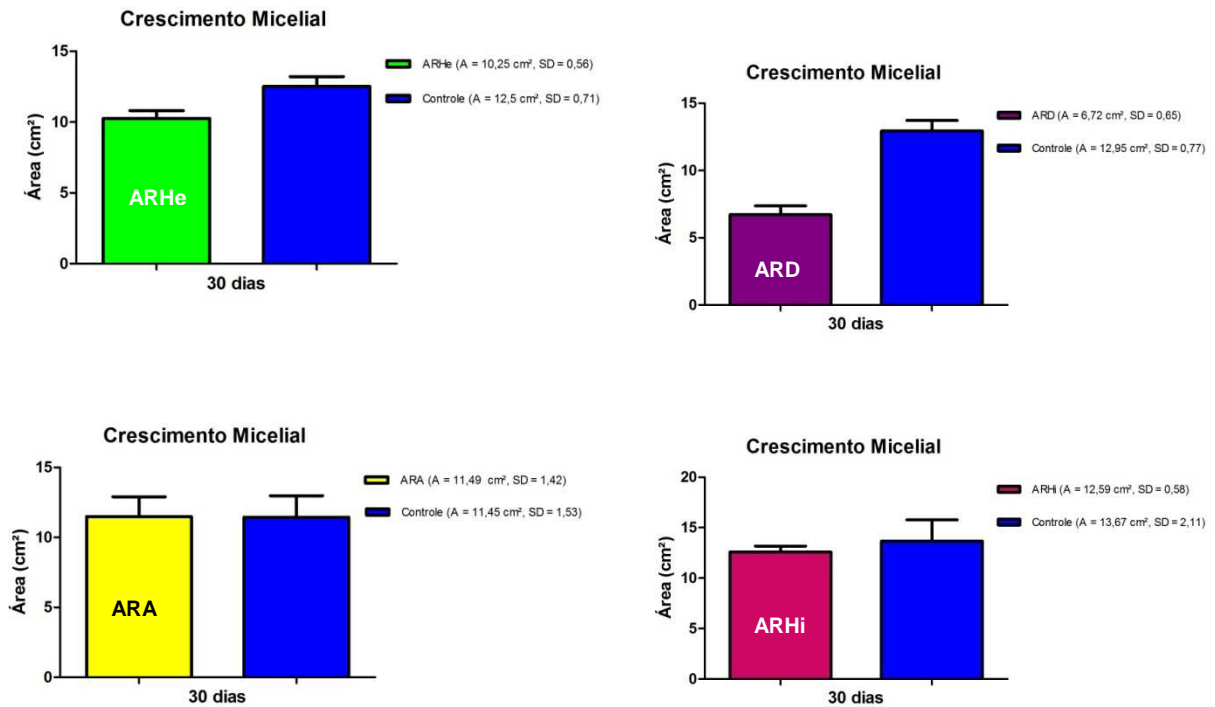 Crescimento Micelial
15
10
5
0
Área (cm²)
ARHe
30 dias
ARHe (A = 10,25 cm², SD = 0,56)
Controle (A = 12,5 cm², SD = 0,71)
Crescimento Micelial
15
10
5
0
Área (cm²)
ARD
30 dias
ARD (A = 6,72 cm², SD = 0,65)
Controle (A = 12,95 cm², SD = 0,77)
Crescimento Micelial
15
10
5
0
Área (cm²)
ARA
30 dias
ARA (A = 11,49 cm², SD = 1,42)
Controle (A = 11,45 cm², SD = 1,53)
Crescimento Micelial
20
15
10
5
0
Área (cm²)
ARHi
30 dias
ARHi (A = 12,59 cm², SD = 0,58)
Controle (A = 13,67 cm², SD = 2,11)